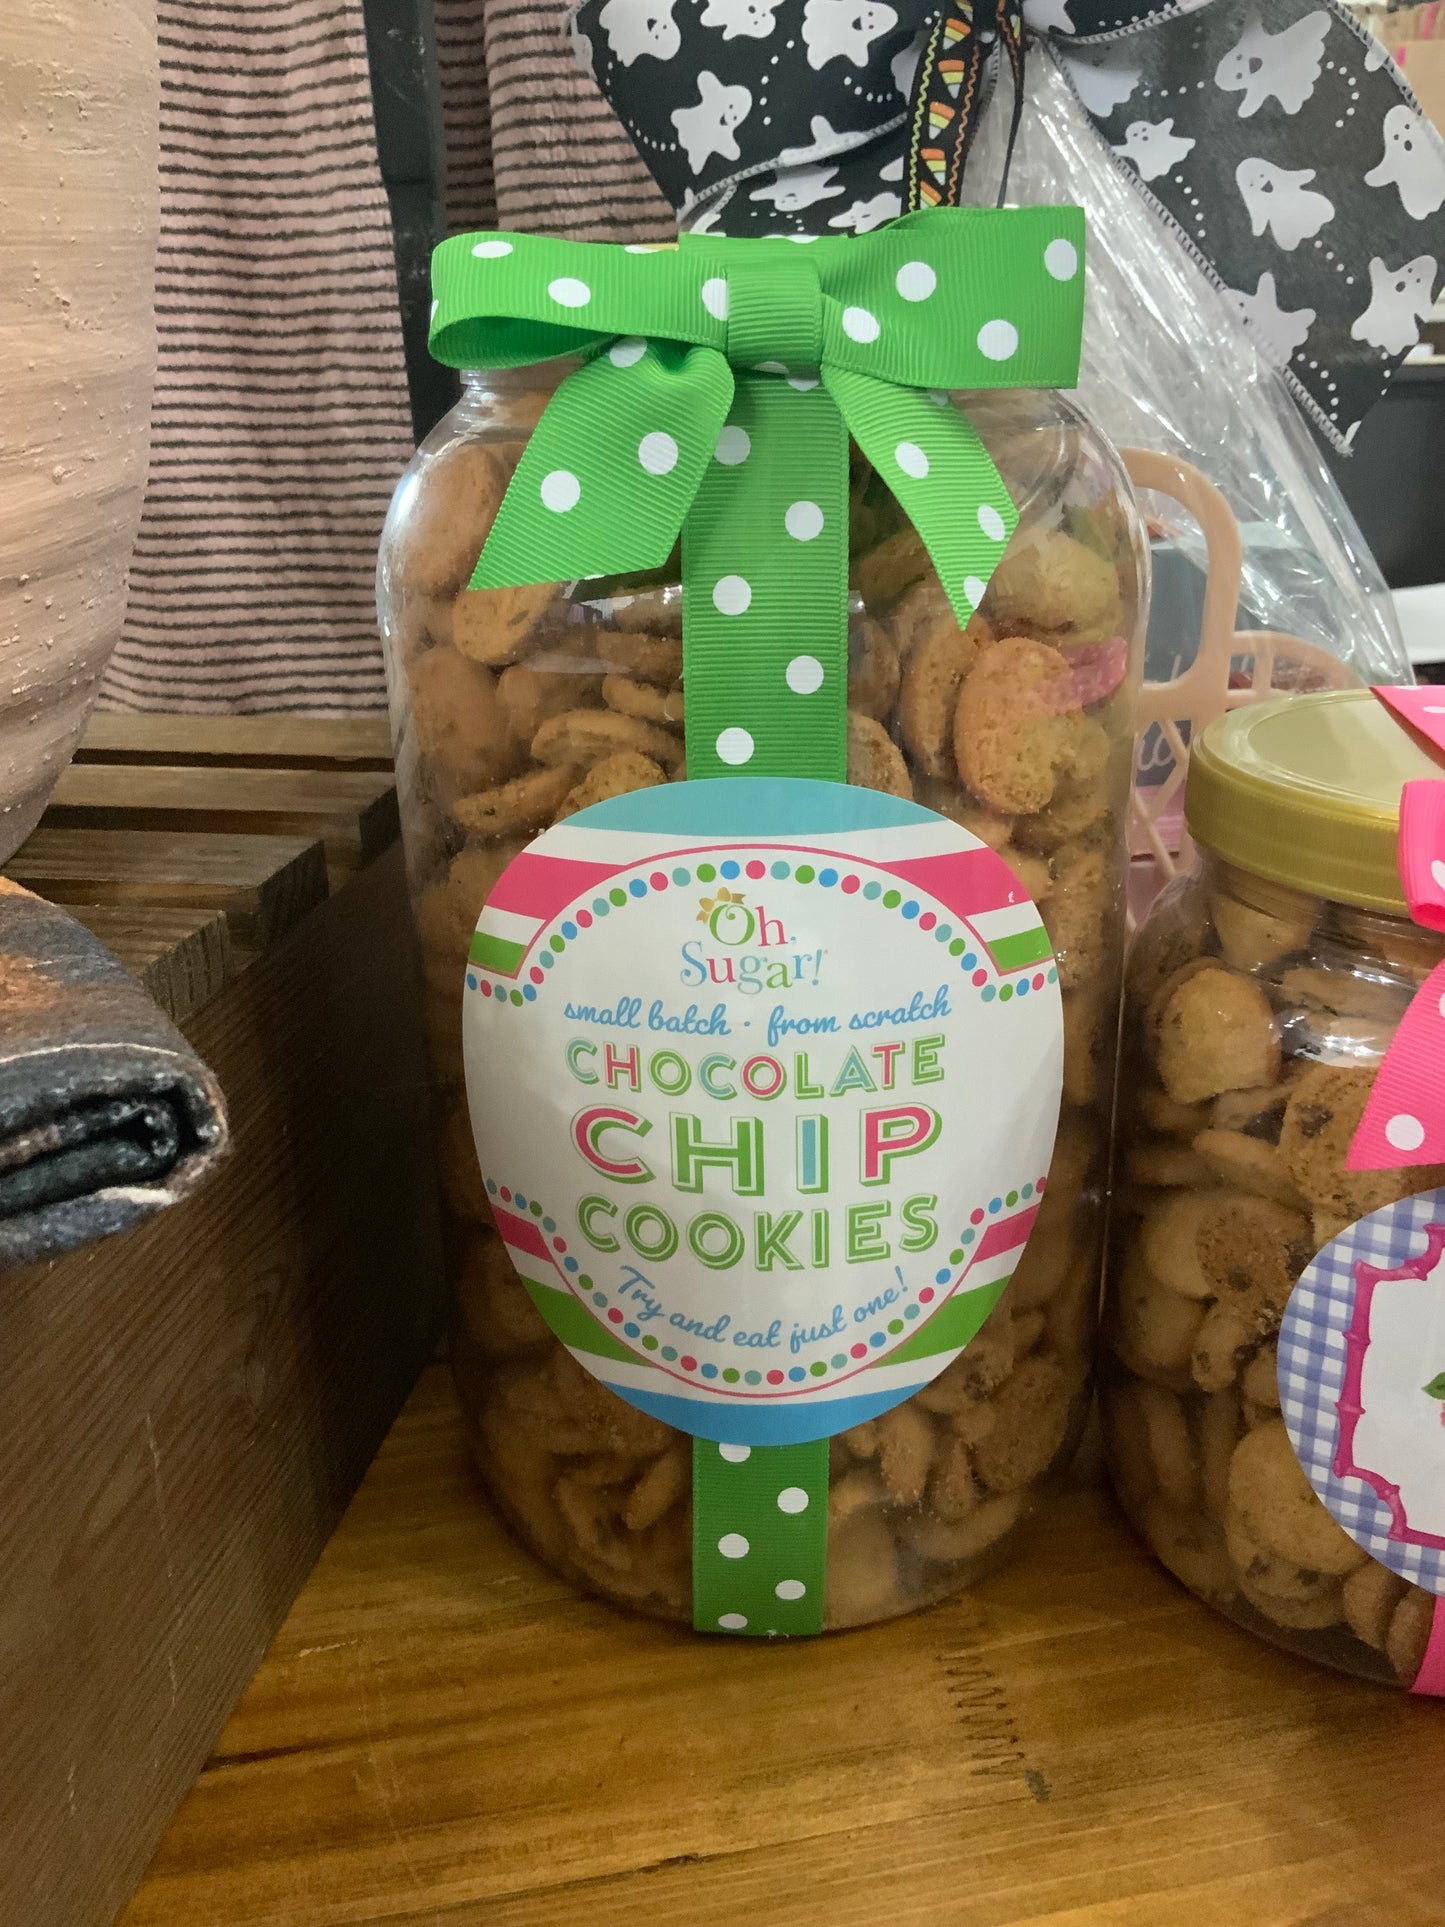 Oh,
Sugar!
small batch · from scratch
CHOCOLATE
CHIP
COOKIES
Try and eat just one!